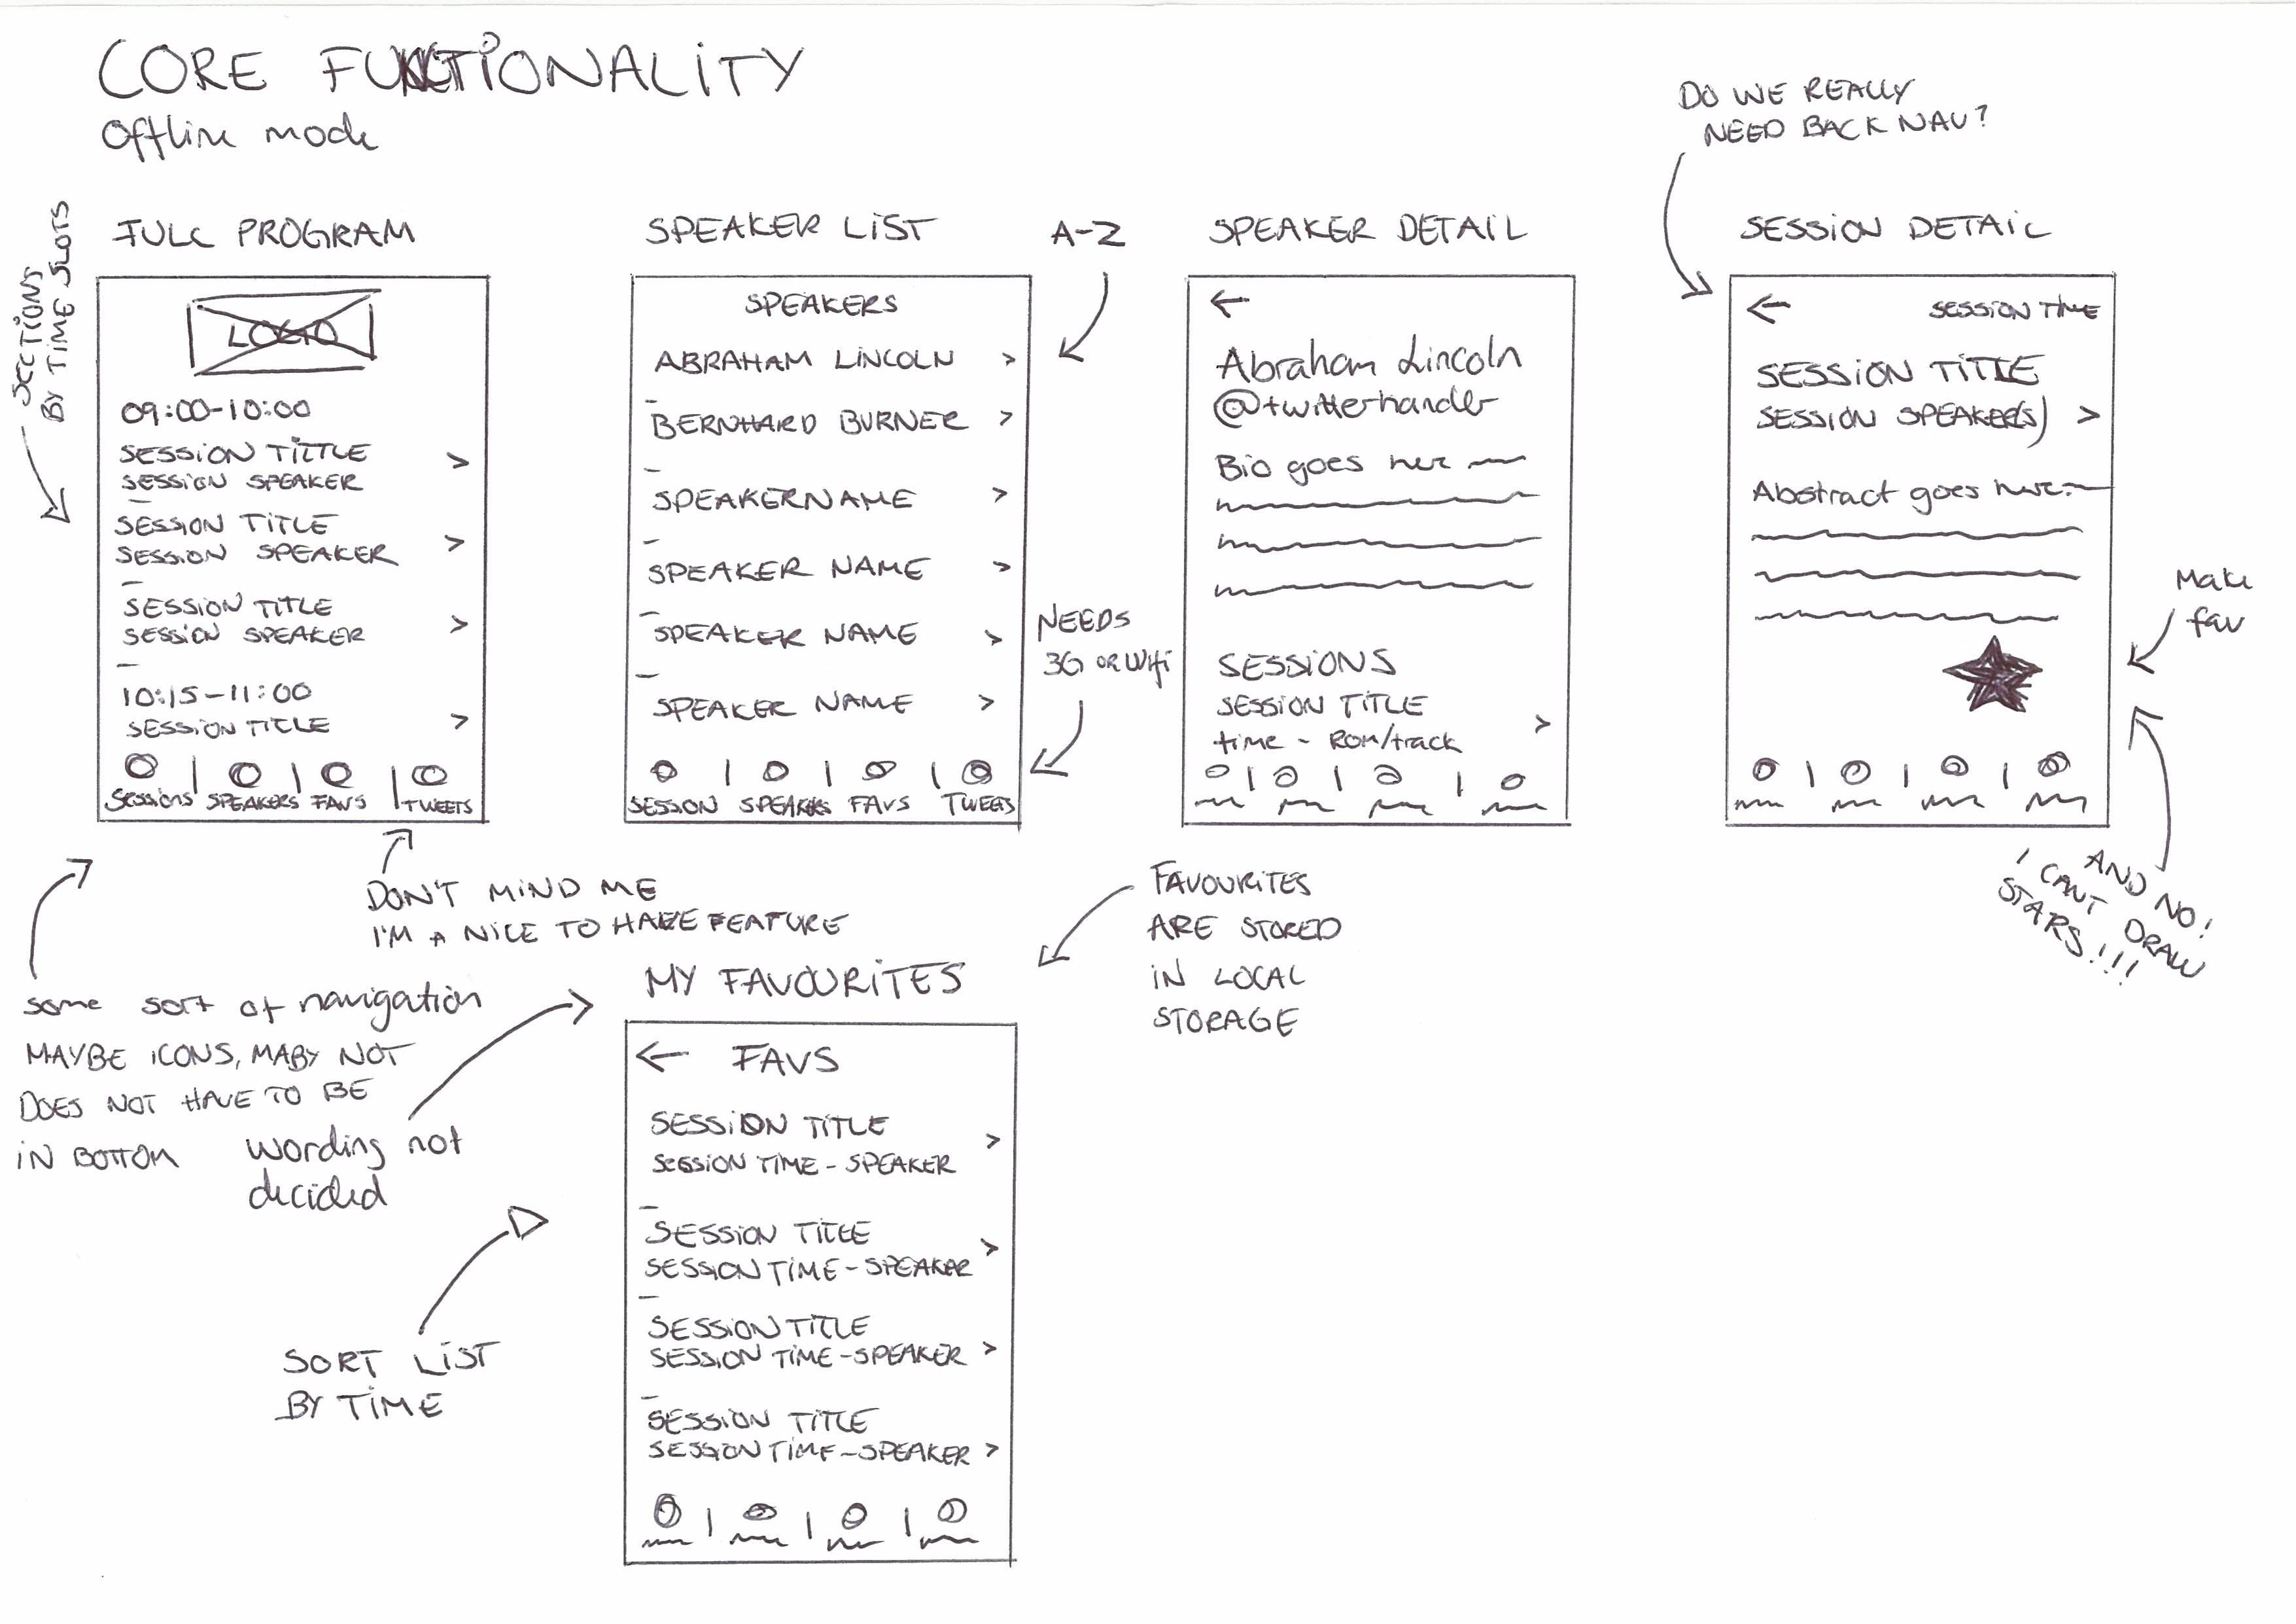 CORE FUNCTIONALITY
Offline mode
DO WE REALLY
NEED BACK NAV?
SECTIONS
BY TIME SLOTS
FULL PROGRAM
LOGO
09:00-10:00
SESSION TITTLE >
SESSION SPEAKER
SESSION TITLE
SESSION SPEAKER >
SESSION TITLE
SESSION SPEAKER >
10:15-11:00
SESSION TITLE >
Sessions | SPEAKERS | FAVS | TWEETS
SPEAKER LIST
A-Z
SPEAKERS
ABRAHAM LINCOLN >
BERNHARD BURNER >
SPEAKERNAME >
SPEAKER NAME >
SPEAKER NAME >
SPEAKER NAME >
SESSION | SPEAKERS | FAVS | TWEETS
NEEDS
3G OR Wifi
SPEAKER DETAIL
←
Abraham Lincoln
@twitterhandler
Bio goes here
SESSIONS
SESSION TITLE
time - ROM/track >
SESSION DETAIL
← SESSION TIME
SESSION TITLE
SESSION SPEAKER(S) >
Abstract goes here
Make
fav
AND NO!
I CANT DRAW
STARS!!!
DON'T MIND ME
I'M A NICE TO HAVE FEATURE
some sort of navigation
MAYBE ICONS, MABY NOT
DOES NOT HAVE TO BE
IN BOTTOM
wording not
decided
SORT LIST
BY TIME
FAVOURITES
ARE STORED
IN LOCAL
STORAGE
MY FAVOURITES
← FAVS
SESSION TITLE >
SESSION TIME - SPEAKER
SESSION TITLE >
SESSION TIME - SPEAKER
SESSION TITLE
SESSION TIME - SPEAKER >
SESSION TITLE
SESSION TIME - SPEAKER >